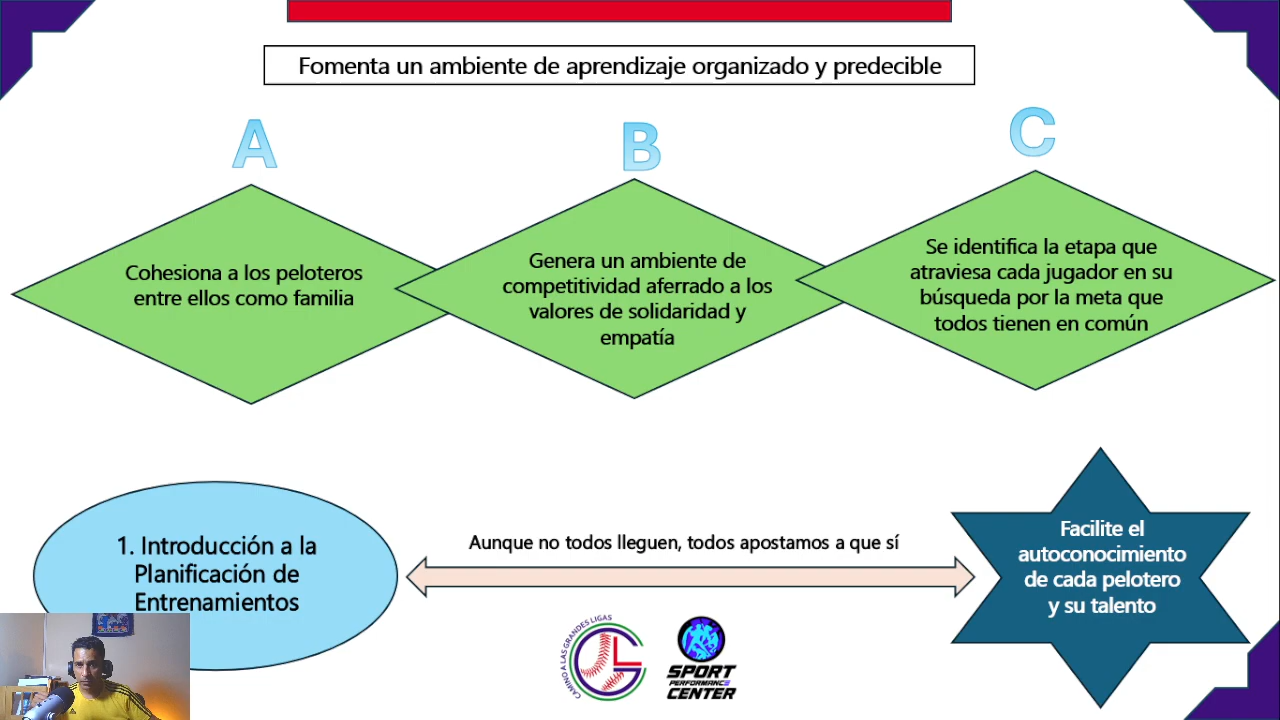 Fomenta un ambiente de aprendizaje organizado y predecible
A
B
C
Cohesiona a los peloteros
entre ellos como familia
Genera un ambiente de
competitividad aferrado a los
valores de solidaridad y
empatía
Se identifica la etapa que
atraviesa cada jugador en su
búsqueda por la meta que
todos tienen en común
1. Introducción a la
Planificación de
Entrenamientos
Aunque no todos lleguen, todos apostamos a que sí
Facilite el
autoconocimiento
de cada pelotero
y su talento
CAMINO A LAS GRANDES LIGAS
GL
SPORT
PERFORMANCE
CENTER